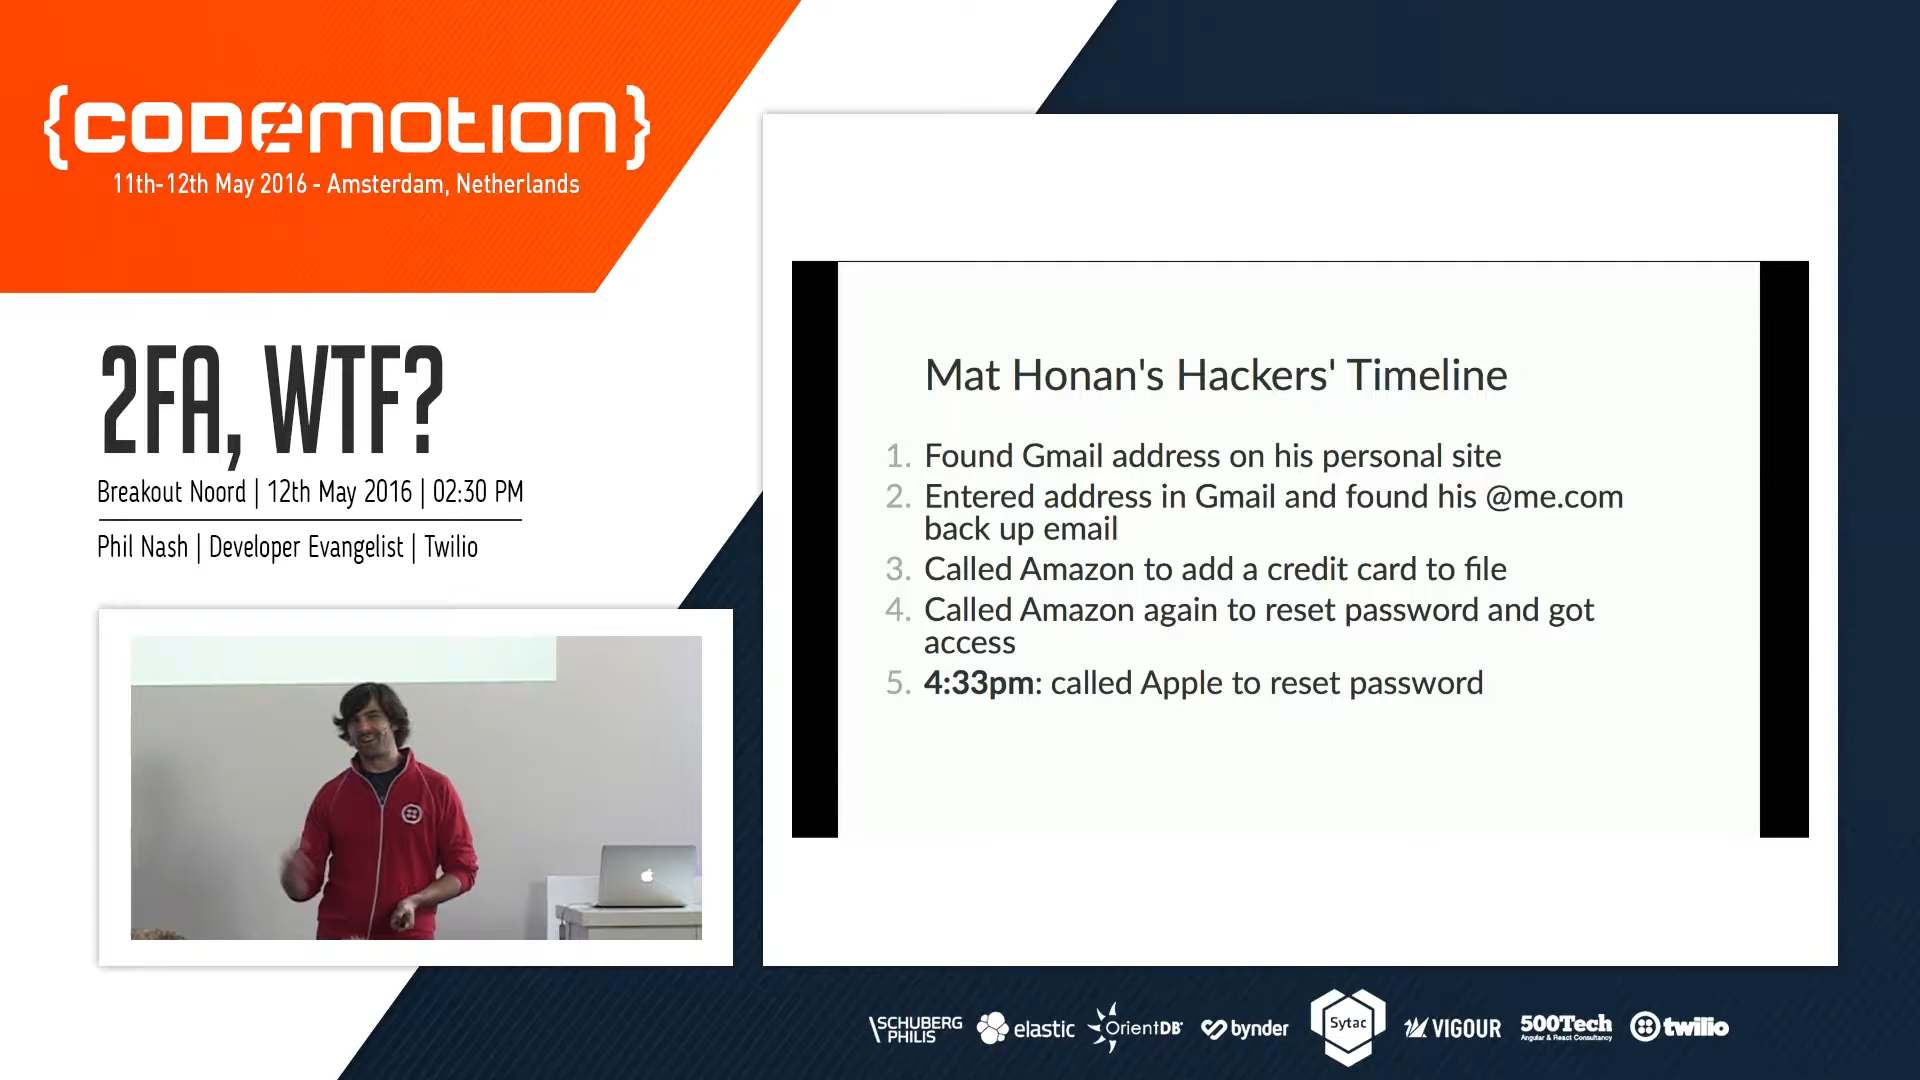 {codemotion}
11th-12th May 2016 - Amsterdam, Netherlands
2FA, WTF?
Breakout Noord | 12th May 2016 | 02:30 PM
Phil Nash | Developer Evangelist | Twilio
Mat Honan's Hackers' Timeline
1. Found Gmail address on his personal site
2. Entered address in Gmail and found his @me.com
back up email
3. Called Amazon to add a credit card to file
4. Called Amazon again to reset password and got
access
5. 4:33pm: called Apple to reset password
SCHUBERG
PHILIS
elastic
OrientDB
bynder
Sytac
VIGOUR
500Tech
Angular & React Consultancy
twilio